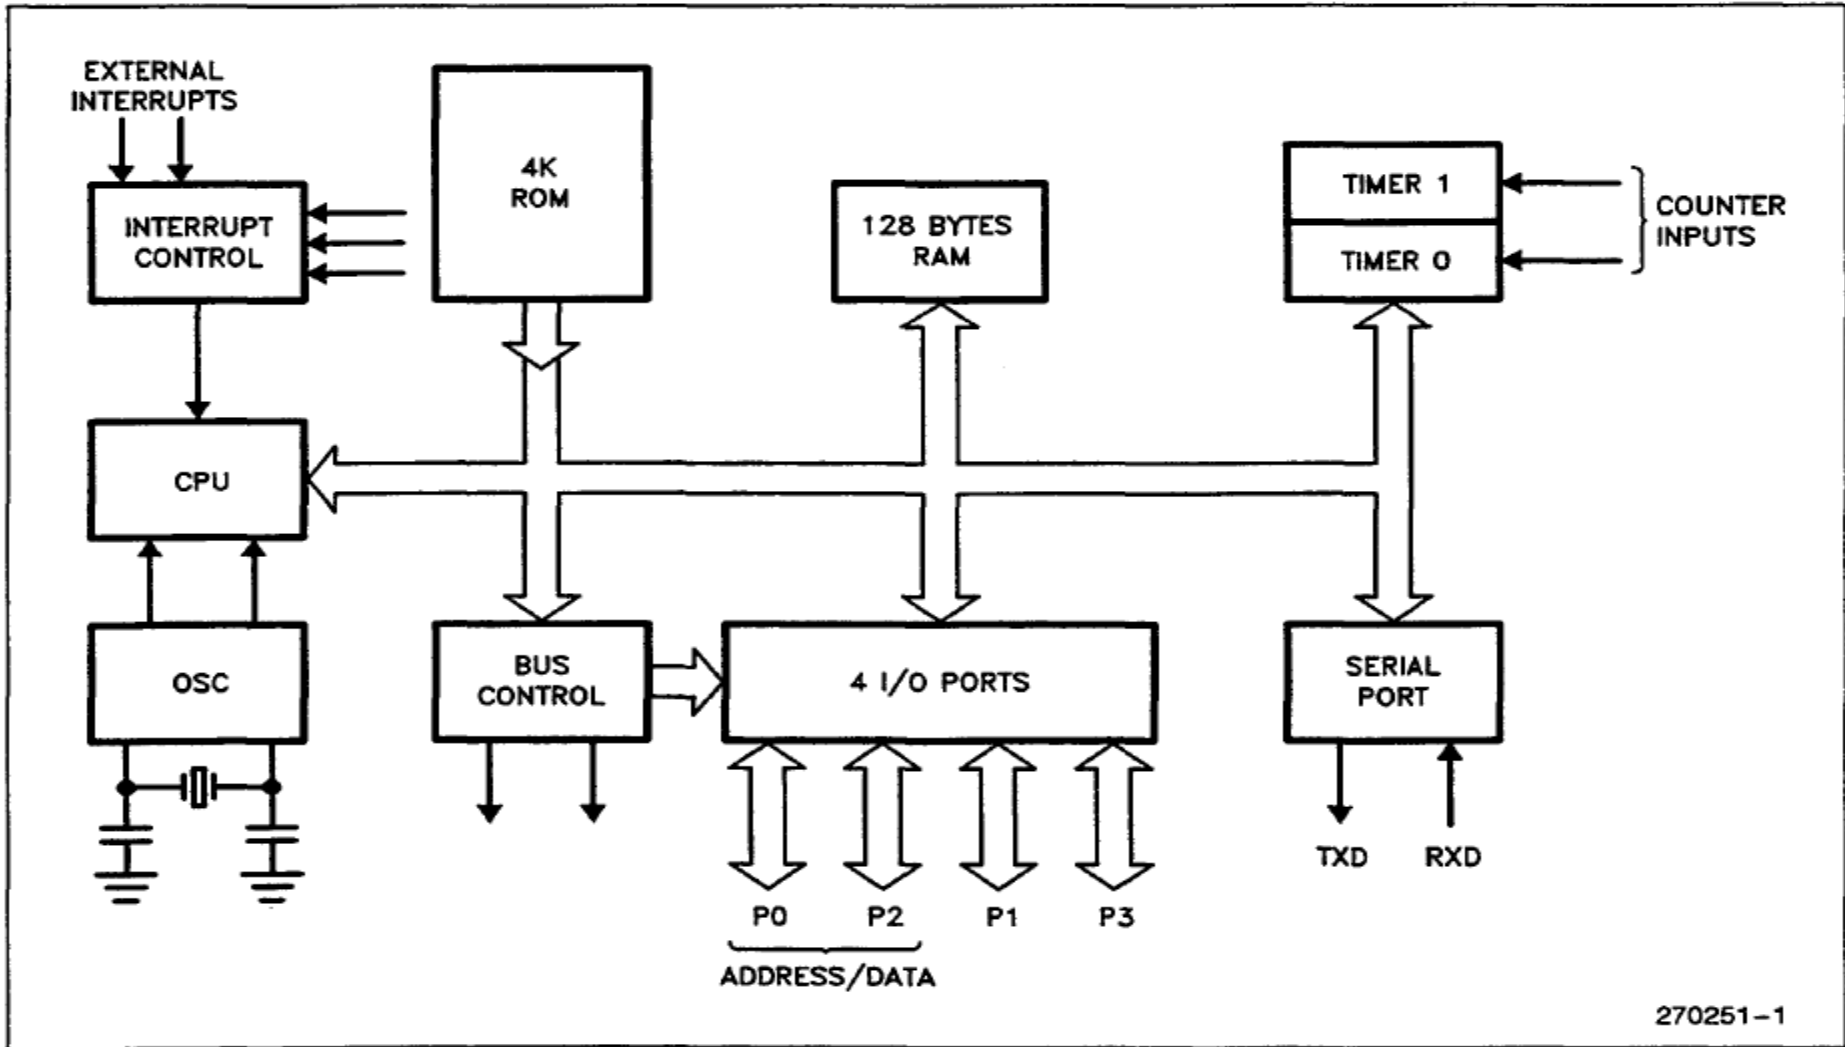 EXTERNAL
INTERRUPTS
INTERRUPT
CONTROL
4K
ROM
128 BYTES
RAM
TIMER 1
TIMER 0
COUNTER
INPUTS
CPU
OSC
BUS
CONTROL
4 I/O PORTS
SERIAL
PORT
TXD
RXD
P0
P2
P1
P3
ADDRESS/DATA
270251-1